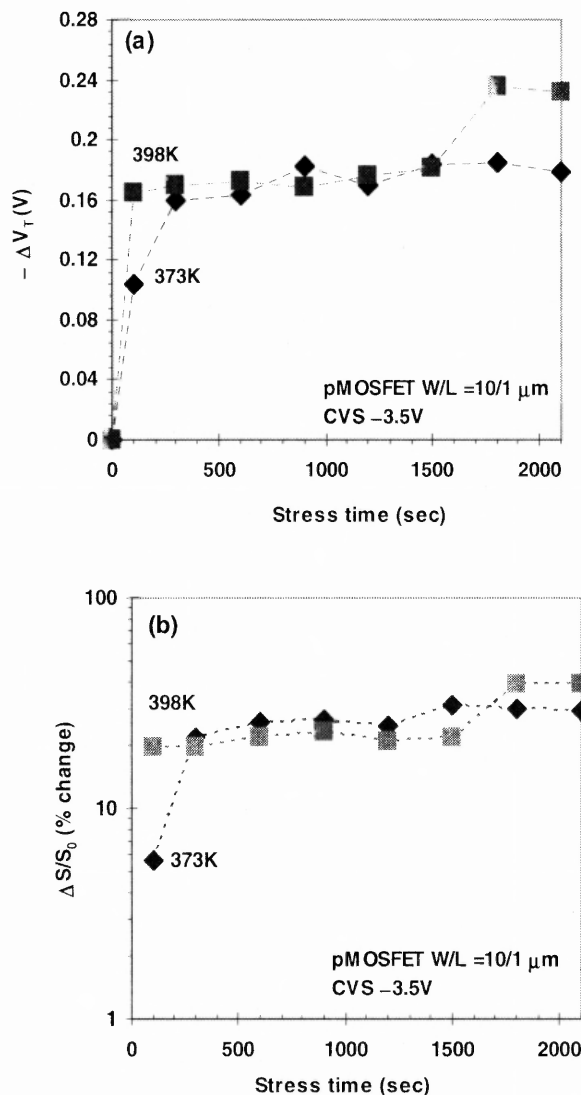 (a)
0.28
0.24
0.2
0.16
0.12
0.08
0.04
0
− ΔV_T (V)
398K
373K
pMOSFET W/L =10/1 μm
CVS −3.5V
0 500 1000 1500 2000
Stress time (sec)
(b)
100
10
1
ΔS/S₀ (% change)
398K
373K
pMOSFET W/L =10/1 μm
CVS −3.5V
0 500 1000 1500 2000
Stress time (sec)